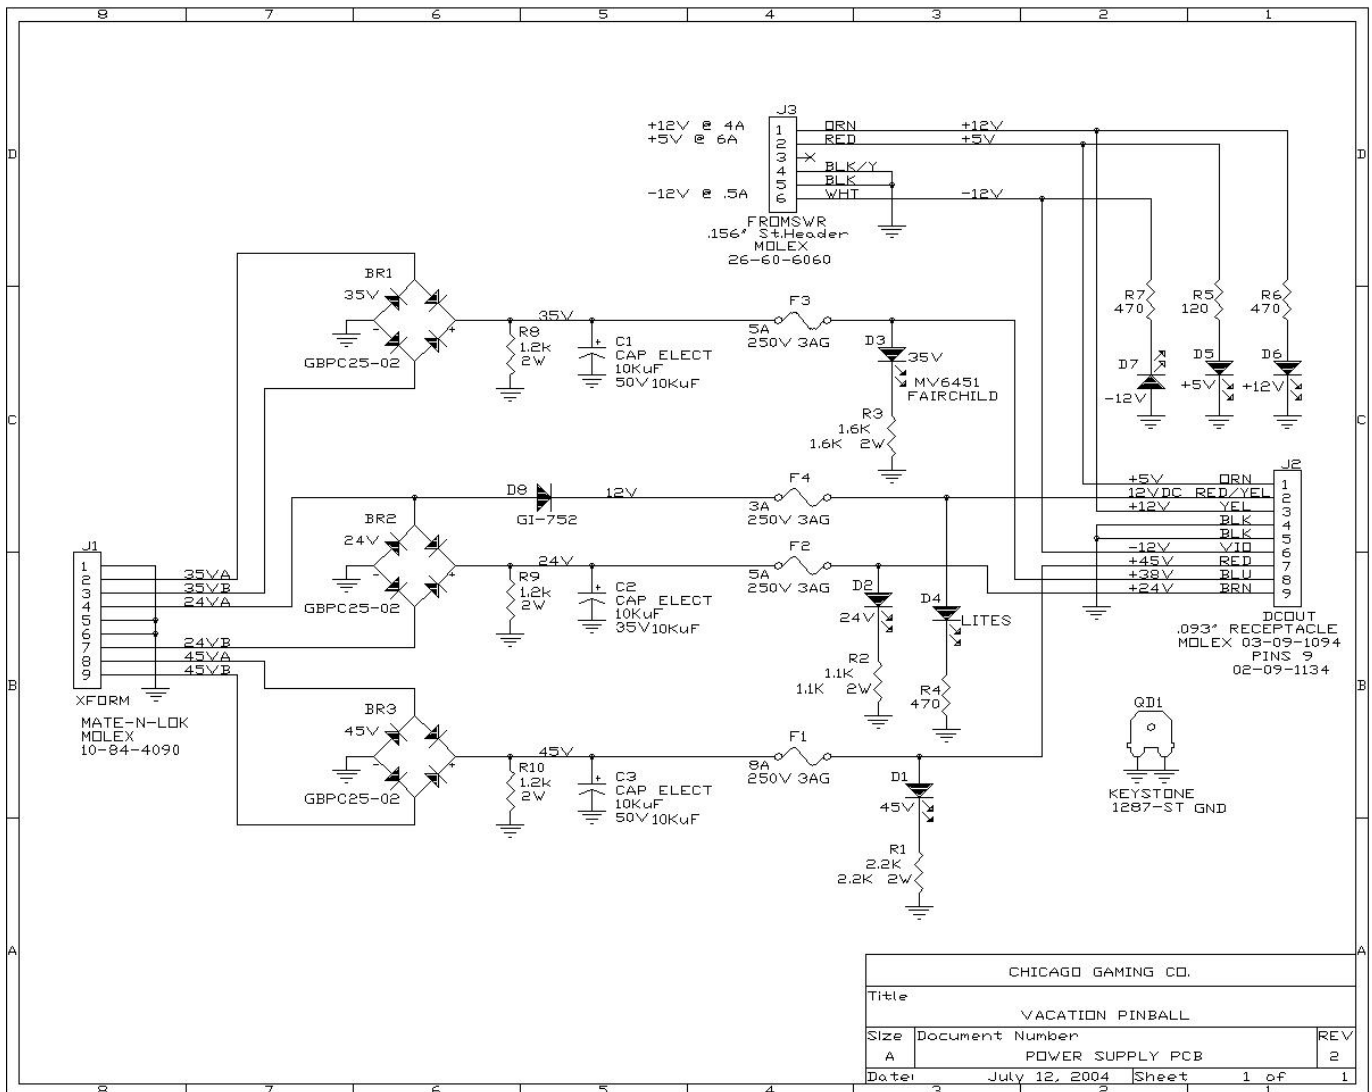 8 7 6 5 4 3 2 1
D
D
J3
+12V @ 4A
+5V @ 6A
-12V @ .5A
1 ORN +12V
2 RED +5V
3
4 BLK/Y
5 BLK
6 WHT -12V
FROMSWR
.156" St.Header
MOLEX
26-60-6060
BR1
35V
-
+
GBPC25-02
35V
R8
1.2k
2W
+
C1
CAP ELECT
10KuF
50V10KuF
F3
5A
250V 3AG
D3
35V
MV6451
FAIRCHILD
R3
1.6K
1.6K 2W
R7
470
R5
120
R6
470
D7
-12V
D5
+5V
D6
+12V
C
C
D8
GI-752
12V
F4
3A
250V 3AG
BR2
24V
-
+
GBPC25-02
24V
R9
1.2k
2W
+
C2
CAP ELECT
10KuF
35V10KuF
F2
5A
250V 3AG
D2
24V
D4
LITES
R2
1.1K
1.1K 2W
R4
470
J2
+5V ORN 1
12VDC RED/YEL 2
+12V YEL 3
BLK 4
BLK 5
-12V VIO 6
+45V RED 7
+38V BLU 8
+24V BRN 9
DCOUT
.093" RECEPTACLE
MOLEX 03-09-1094
PINS 9
02-09-1134
J1
1
2 35VA
3 35VB
4 24VA
5
6
7 24VB
8 45VA
9 45VB
XFORM
MATE-N-LOK
MOLEX
10-84-4090
B
B
BR3
45V
-
+
GBPC25-02
45V
R10
1.2k
2W
+
C3
CAP ELECT
10KuF
50V10KuF
F1
8A
250V 3AG
D1
45V
R1
2.2K
2.2K 2W
QD1
KEYSTONE
1287-ST GND
A
A
CHICAGO GAMING CO.
Title
VACATION PINBALL
Size Document Number REV
A POWER SUPPLY PCB 2
Date: July 12, 2004 Sheet 1 of 1
8 7 6 5 4 3 2 1